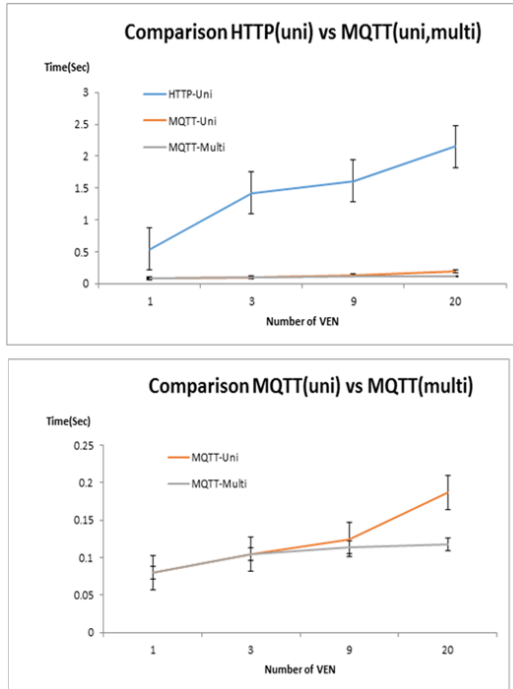 Comparison HTTP(uni) vs MQTT(uni,multi)
Time(Sec)
3
2.5
2
1.5
1
0.5
0
HTTP-Uni
MQTT-Uni
MQTT-Multi
1 3 9 20
Number of VEN
Comparison MQTT(uni) vs MQTT(multi)
Time(Sec)
0.25
0.2
0.15
0.1
0.05
0
MQTT-Uni
MQTT-Multi
1 3 9 20
Number of VEN